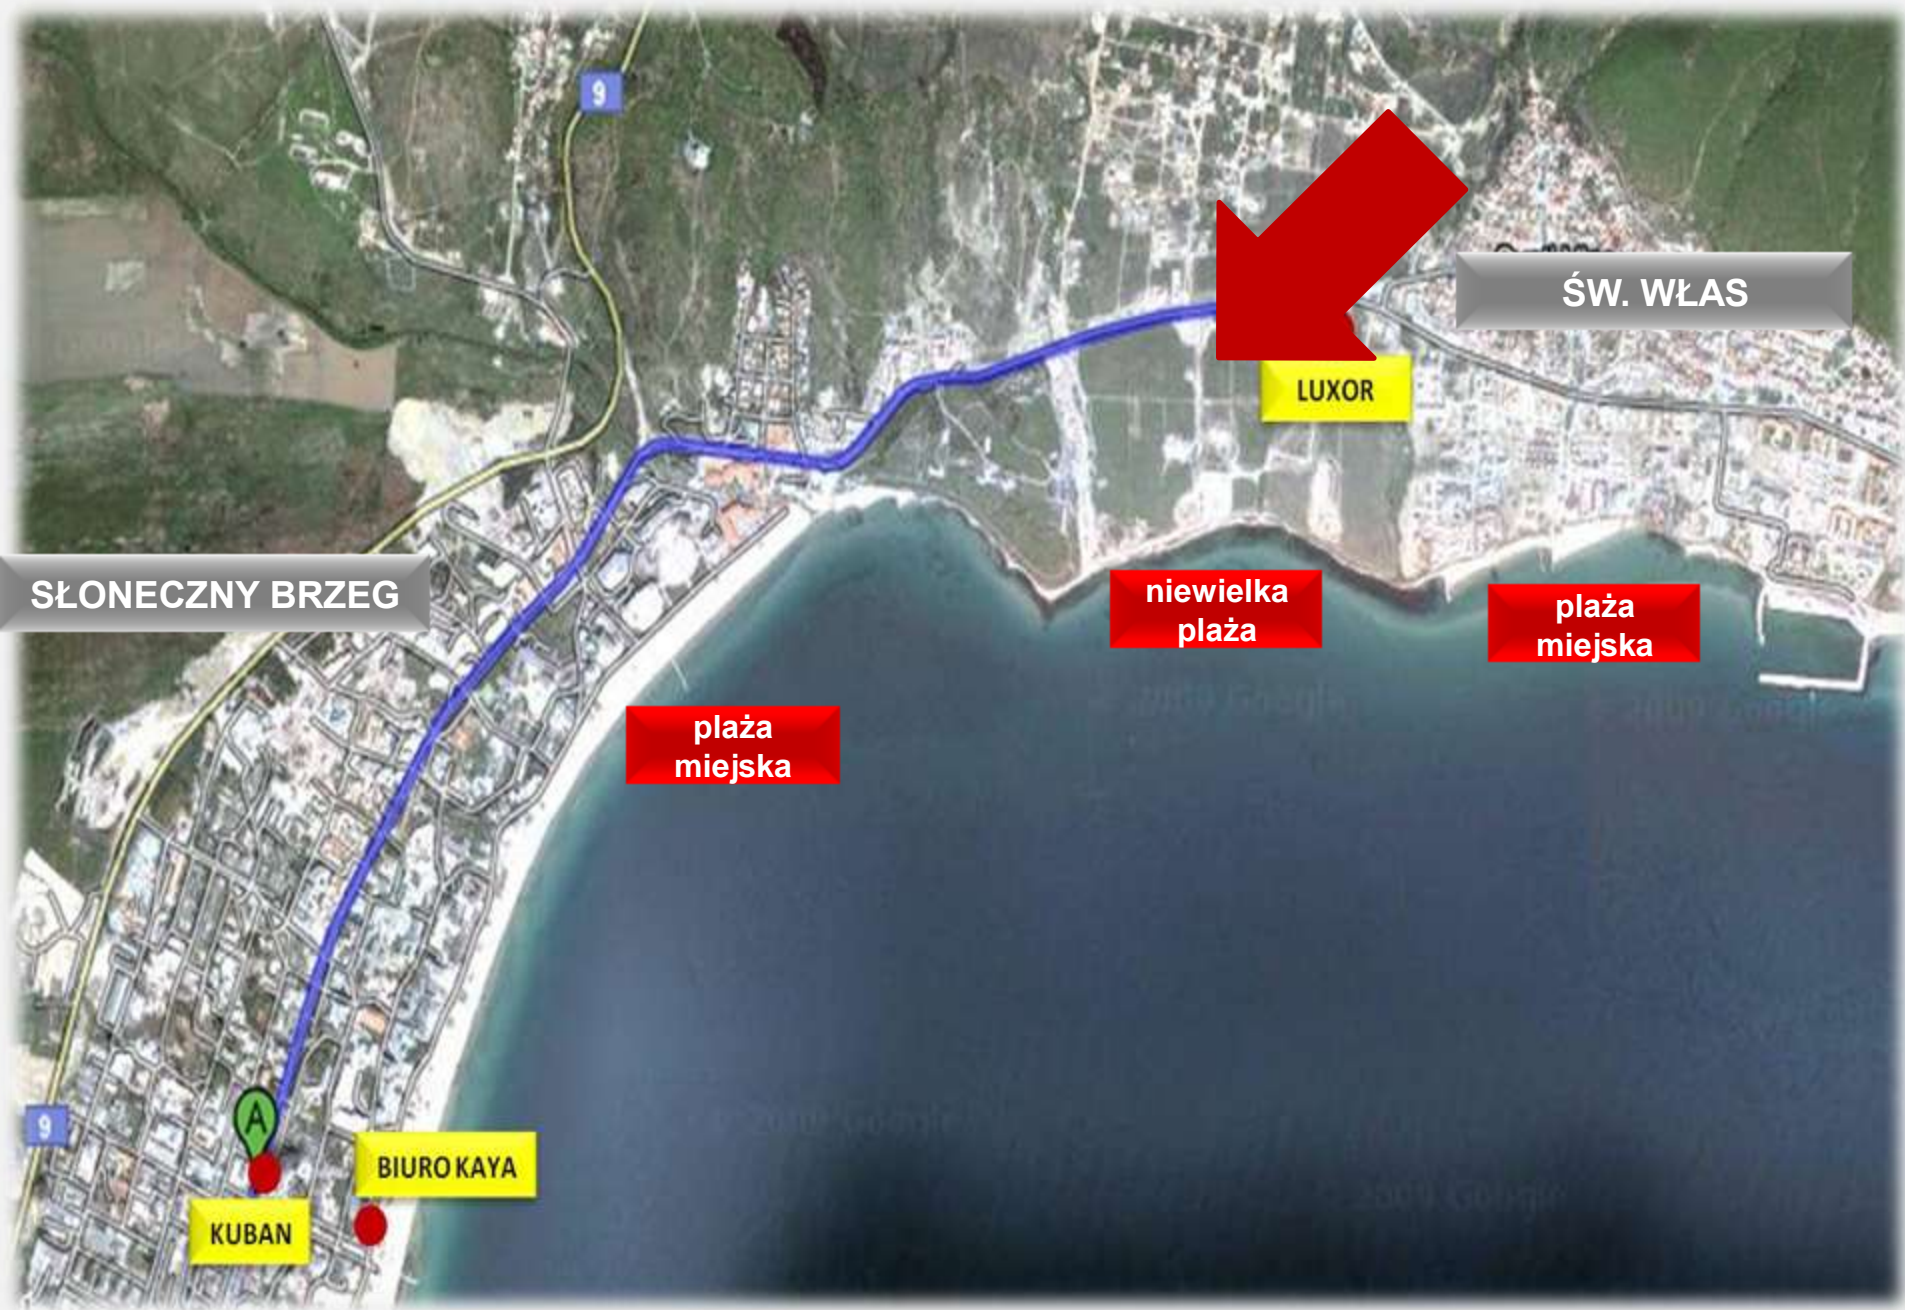 9
ŚW. WŁAS
LUXOR
SŁONECZNY BRZEG
niewielka
plaża
plaża
miejska
plaża
miejska
A
9
BIURO KAYA
KUBAN